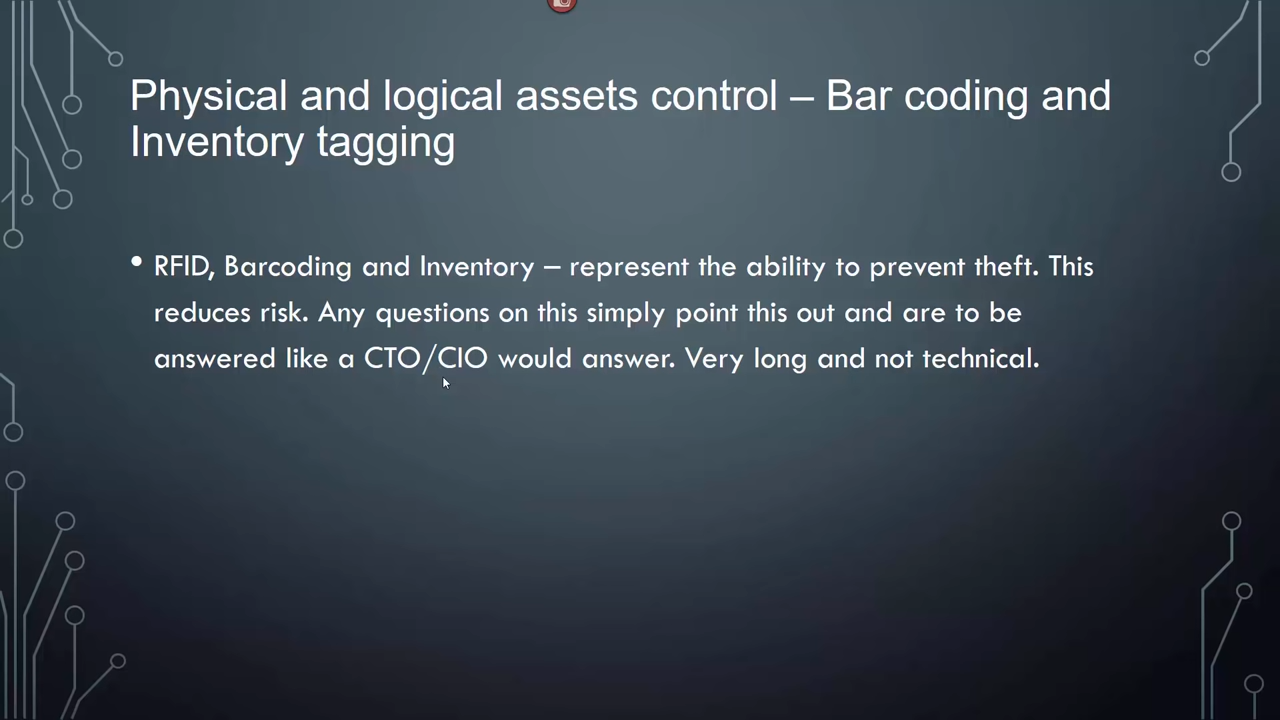 Physical and logical assets control – Bar coding and
Inventory tagging
• RFID, Barcoding and Inventory – represent the ability to prevent theft. This
reduces risk. Any questions on this simply point this out and are to be
answered like a CTO/CIO would answer. Very long and not technical.